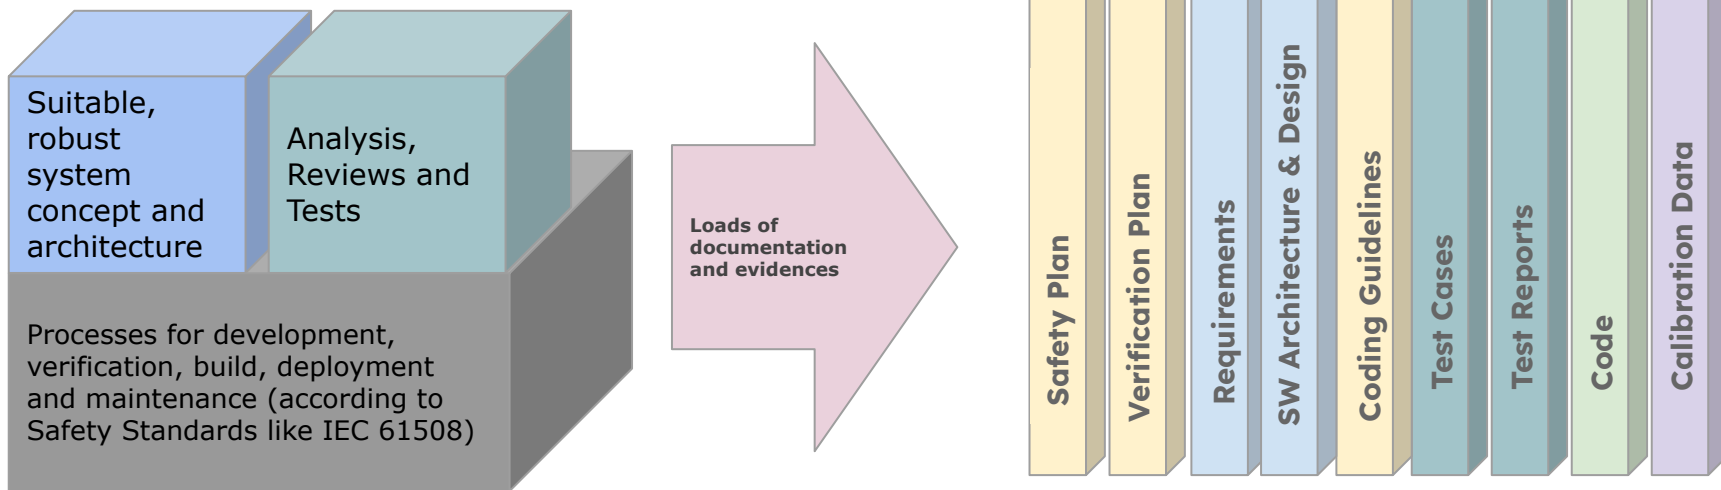 Suitable,
robust
system
concept and
architecture
Analysis,
Reviews and
Tests
Processes for development,
verification, build, deployment
and maintenance (according to
Safety Standards like IEC 61508)
Loads of
documentation
and evidences
Safety Plan
Verification Plan
Requirements
SW Architecture & Design
Coding Guidelines
Test Cases
Test Reports
Code
Calibration Data